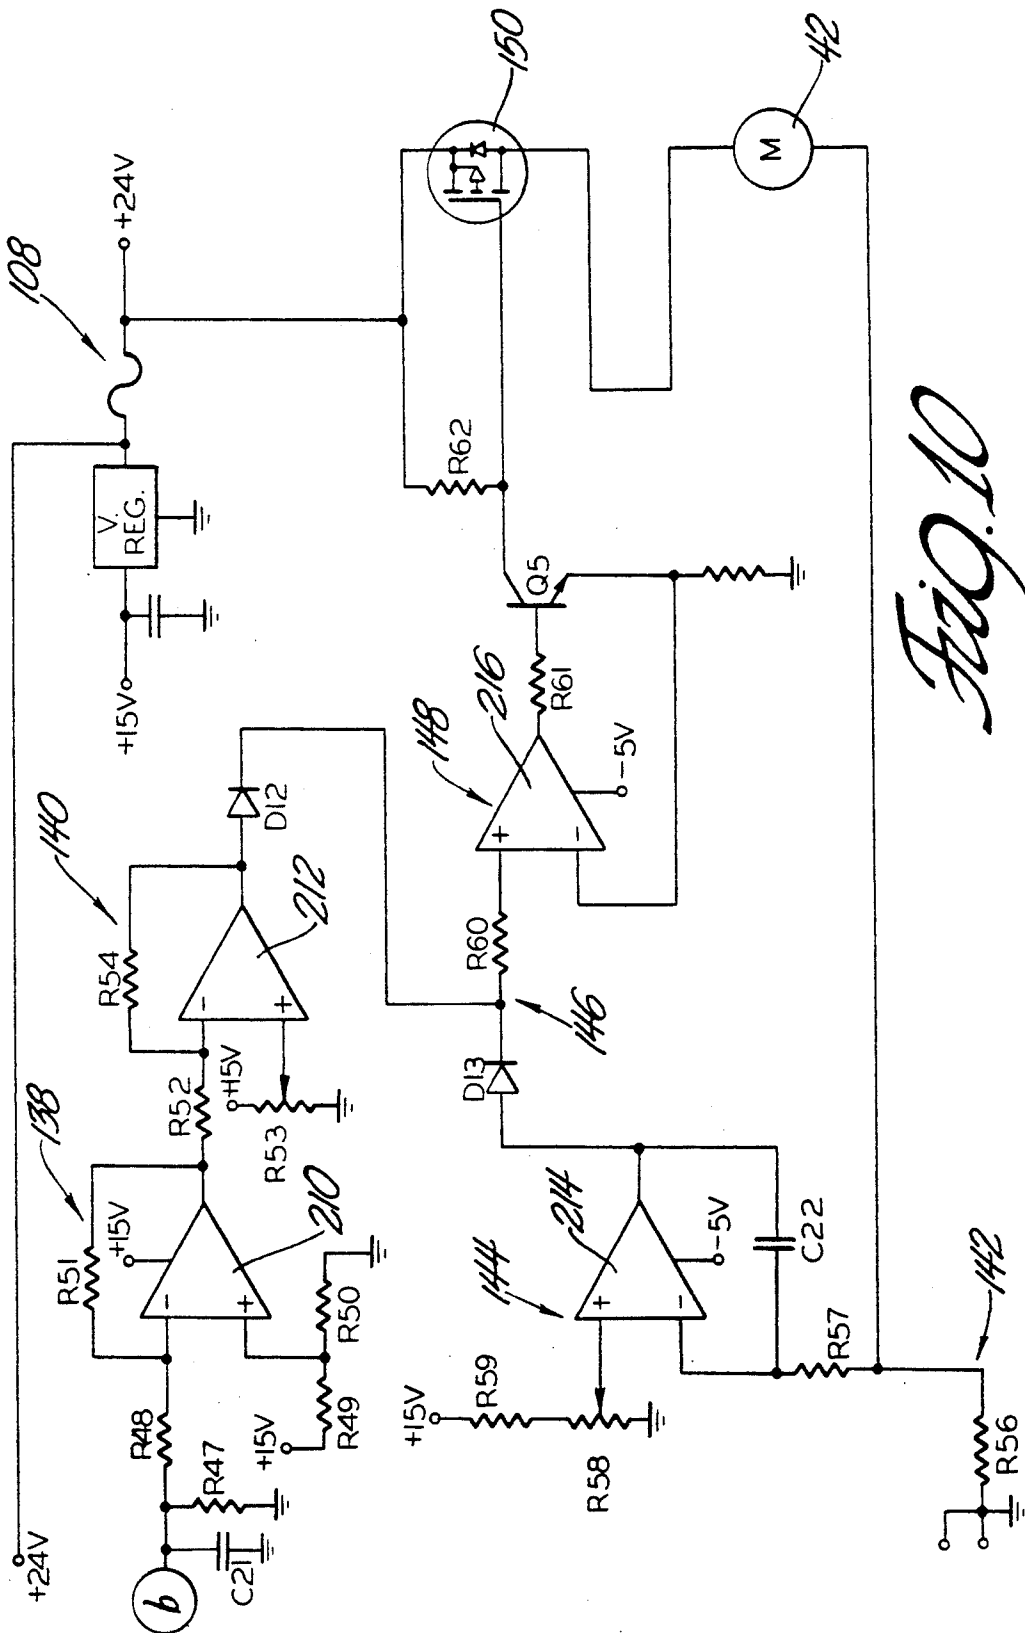 +24V
b
C21
R47
R48
R51
138
+15V
-
+
210
+15V
R49
R50
R52
+15V
R53
R54
140
-
+
212
D12
+15V
V.
REG.
108
+24V
+15V
R59
R58
144
+
-
214
-5V
C22
R57
142
R56
D13
146
R60
148
+
-
216
-5V
R61
Q5
R62
150
M
42
Fig. 10